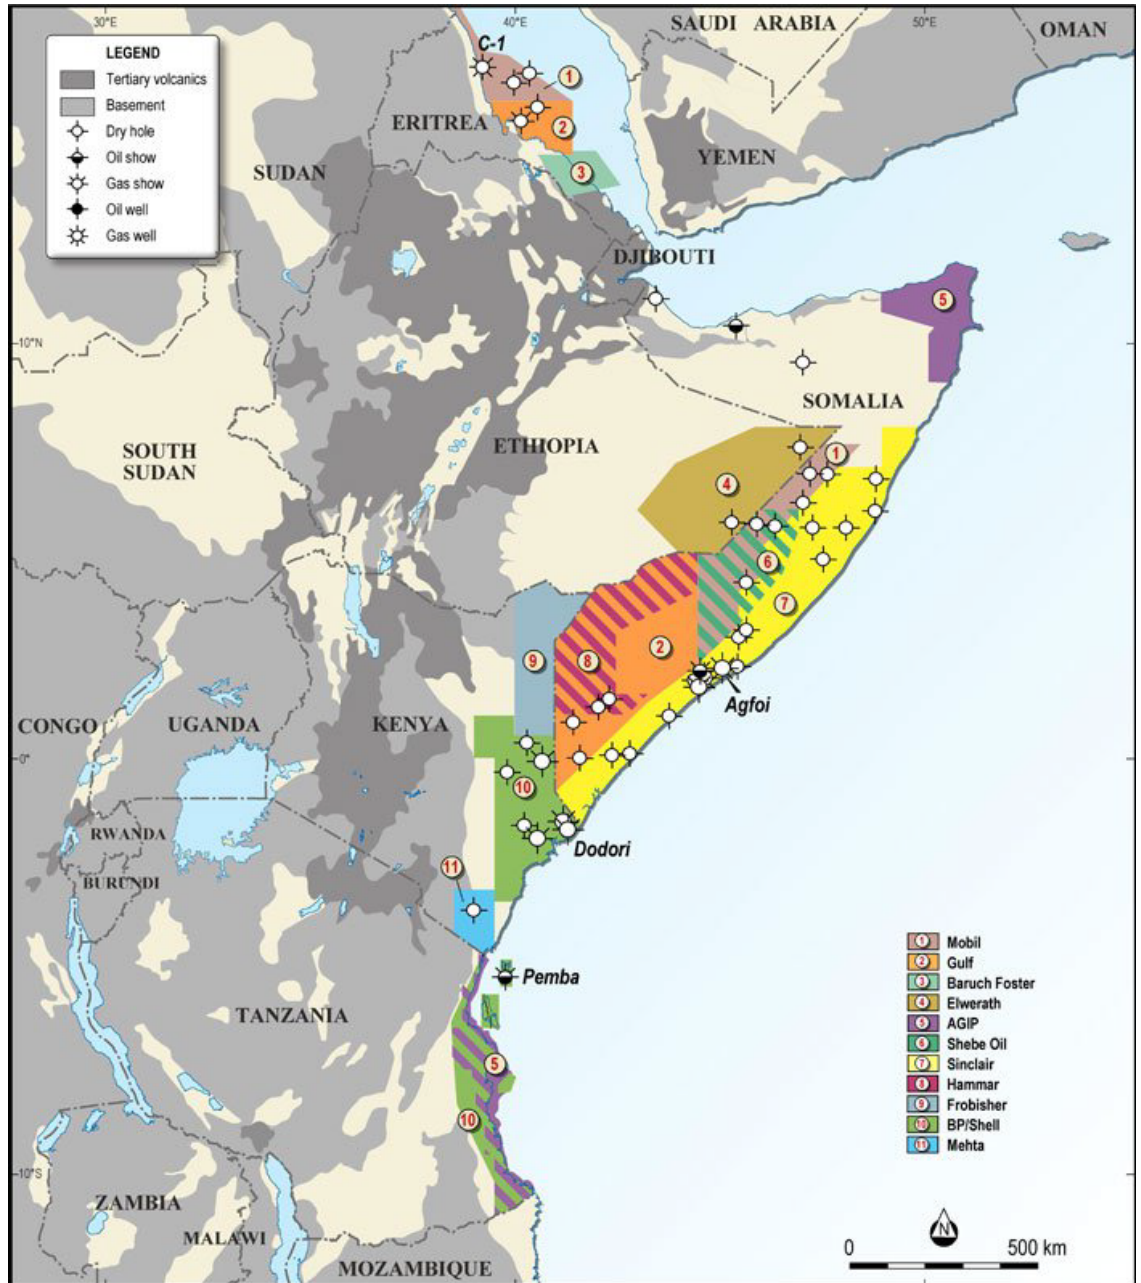 30°E
40°E
50°E
SAUDI ARABIA
OMAN
C-1
LEGEND
Tertiary volcanics
Basement
Dry hole
Oil show
Gas show
Oil well
Gas well
1
ERITREA
2
YEMEN
SUDAN
3
DJIBOUTI
5
10°N
SOMALIA
SOUTH
SUDAN
ETHIOPIA
1
4
6
7
2
9
8
Agfoi
CONGO
UGANDA
KENYA
0°
10
RWANDA
Dodori
11
BURUNDI
Pemba
TANZANIA
5
10
10°S
1 Mobil
2 Gulf
3 Baruch Foster
4 Elwerath
5 AGIP
6 Shebe Oil
7 Sinclair
8 Hammar
9 Frobisher
10 BP/Shell
11 Mehta
ZAMBIA
MALAWI
MOZAMBIQUE
N
0 500 km